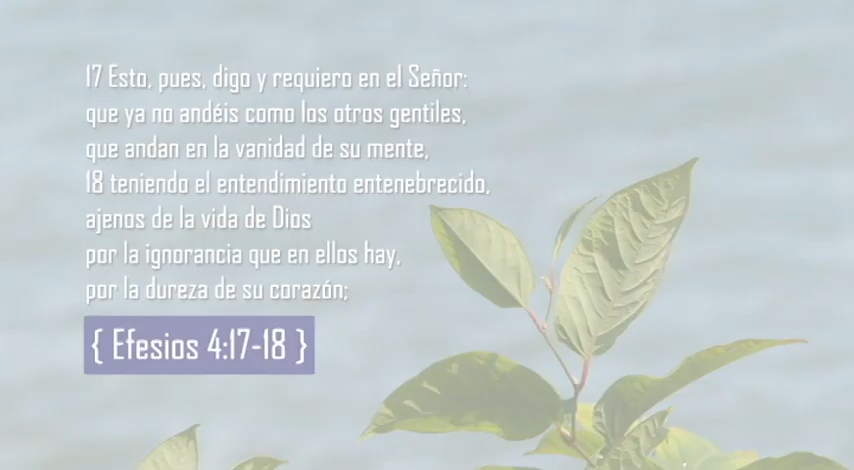 17 Esto, pues, digo y requiero en el Señor:
que ya no andéis como los otros gentiles,
que andan en la vanidad de su mente,
18 teniendo el entendimiento entenebrecido,
ajenos de la vida de Dios
por la ignorancia que en ellos hay,
por la dureza de su corazón;
{ Efesios 4:17-18 }